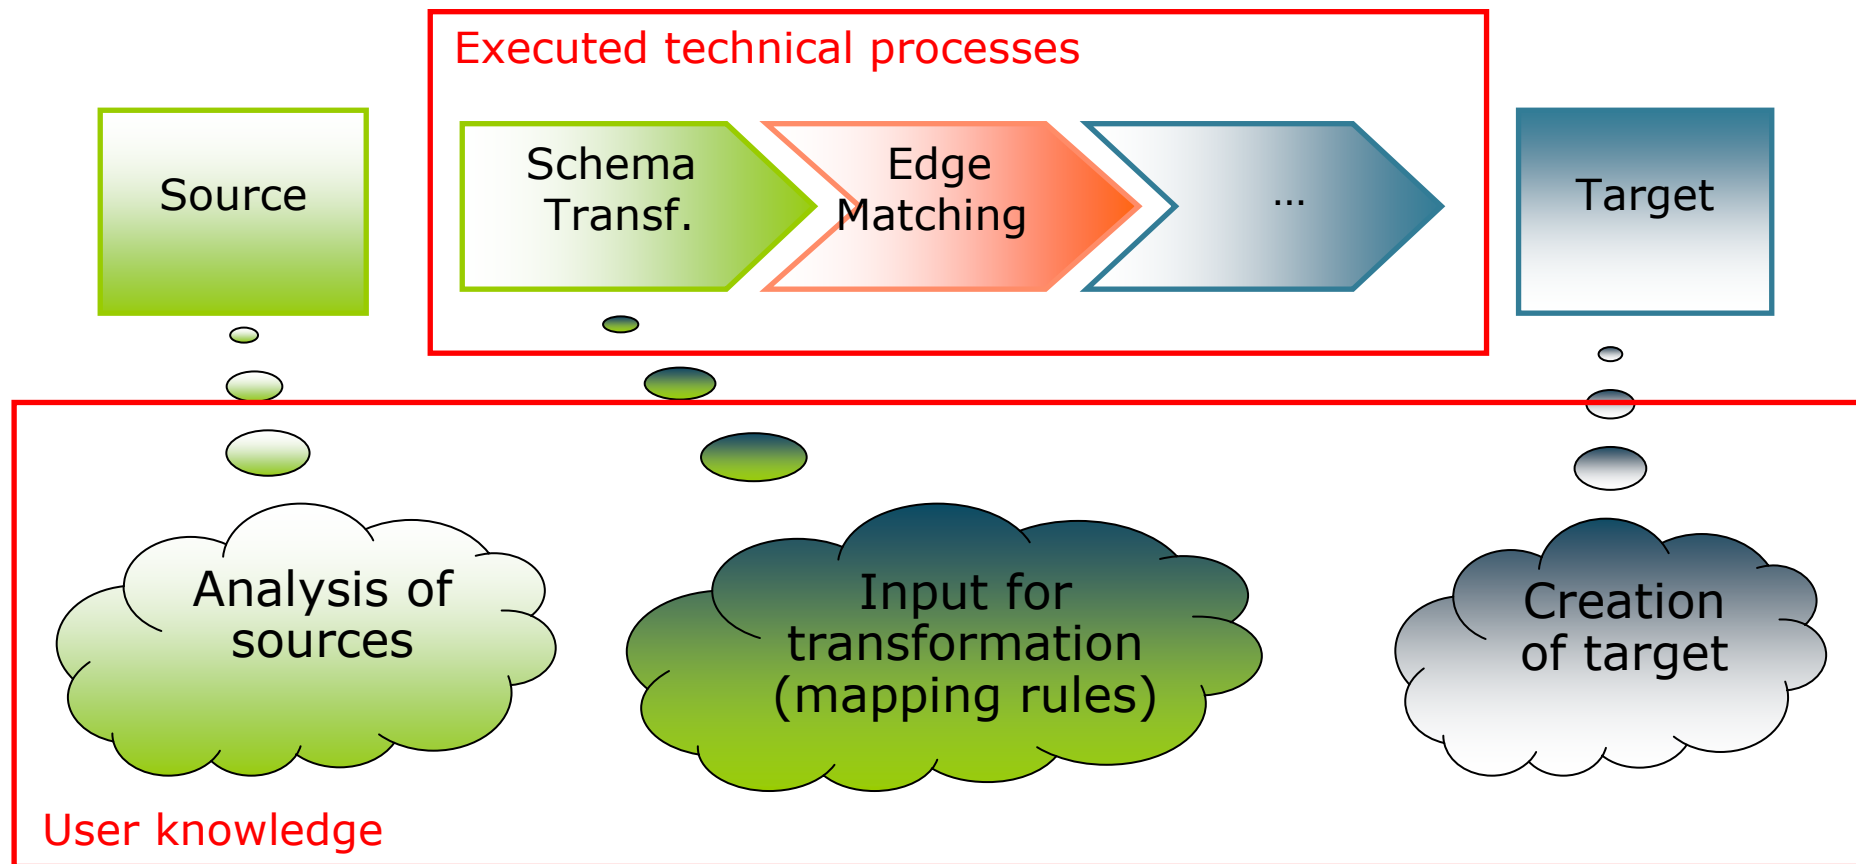 Executed technical processes
Source
Schema
Transf.
Edge
Matching
...
Target
Analysis of
sources
Input for
transformation
(mapping rules)
Creation
of target
User knowledge